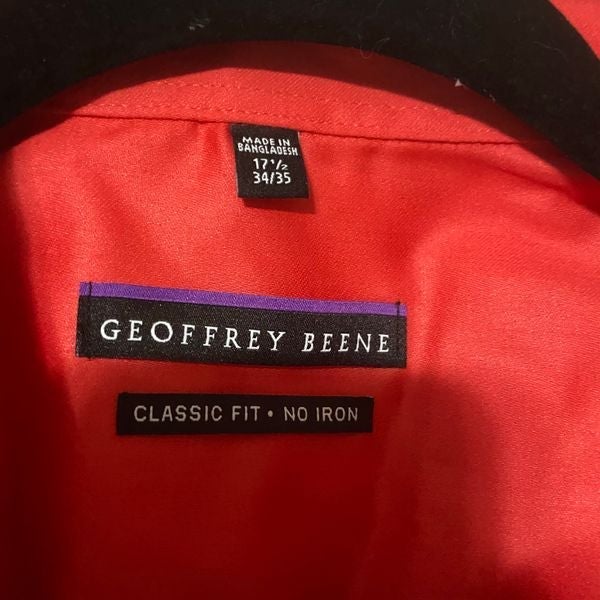 MADE IN
BANGLADESH
17 1/2
34/35
GEOFFREY BEENE
CLASSIC FIT • NO IRON